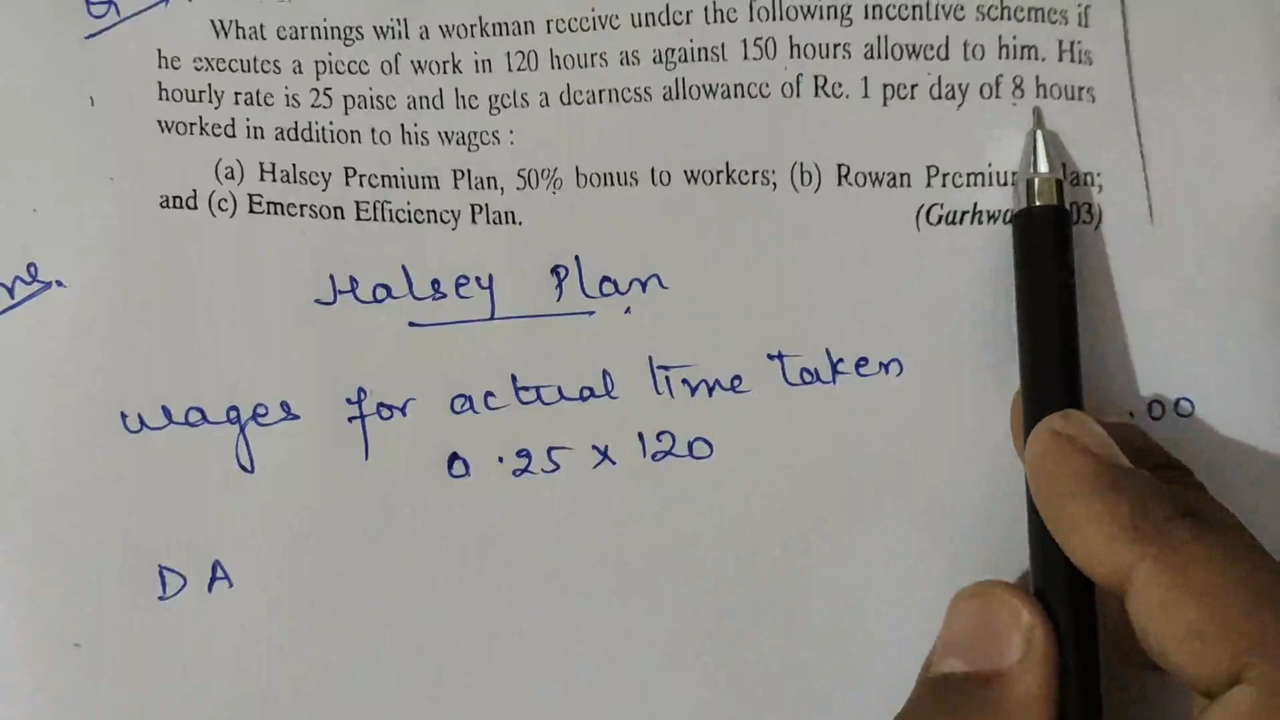 What earnings will a workman receive under the following incentive schemes if
he executes a piece of work in 120 hours as against 150 hours allowed to him. His
hourly rate is 25 paise and he gets a dearness allowance of Re. 1 per day of 8 hours
worked in addition to his wages :
(a) Halsey Premium Plan, 50% bonus to workers; (b) Rowan
and (c) Emerson Efficiency Plan.
Halsey Plan
wages for actual time taken
.00
0.25 x 120
DA